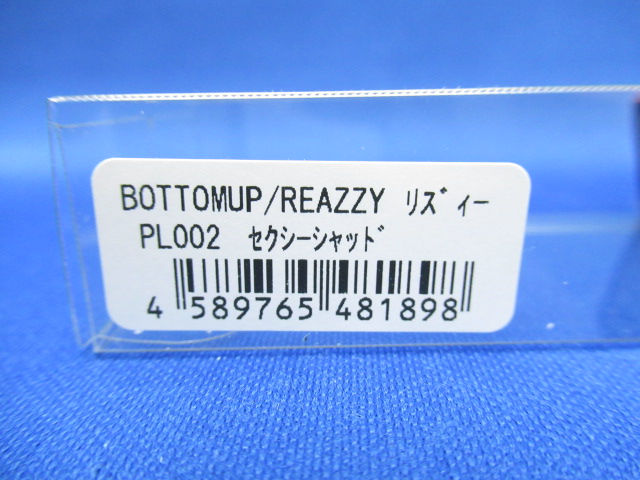 BOTTOMUP/REAZZY ﾘｽﾞｨｰ
PL002 ｾｸｼｰｼｬｯﾄﾞ
4 589765 481898